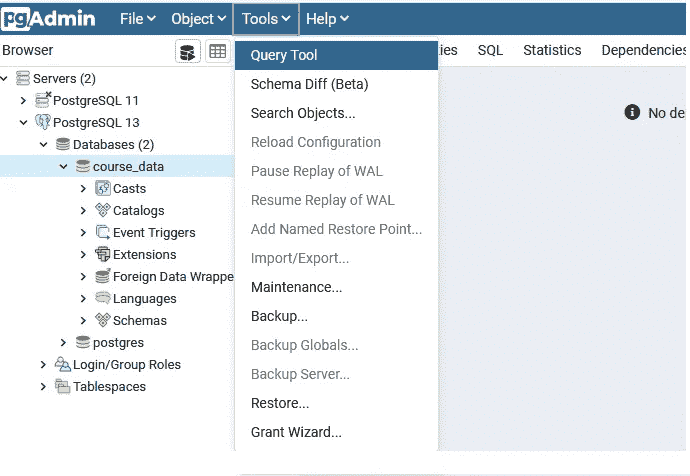 pgAdmin File Object Tools Help
Browser SQL Statistics Dependencies
Query Tool
Schema Diff (Beta)
Search Objects...
Reload Configuration
Pause Replay of WAL
Resume Replay of WAL
Add Named Restore Point...
Import/Export...
Maintenance...
Backup...
Backup Globals...
Backup Server...
Restore...
Grant Wizard...
Servers (2)
PostgreSQL 11
PostgreSQL 13
Databases (2)
course_data
Casts
Catalogs
Event Triggers
Extensions
Foreign Data Wrappe
Languages
Schemas
postgres
Login/Group Roles
Tablespaces
No de